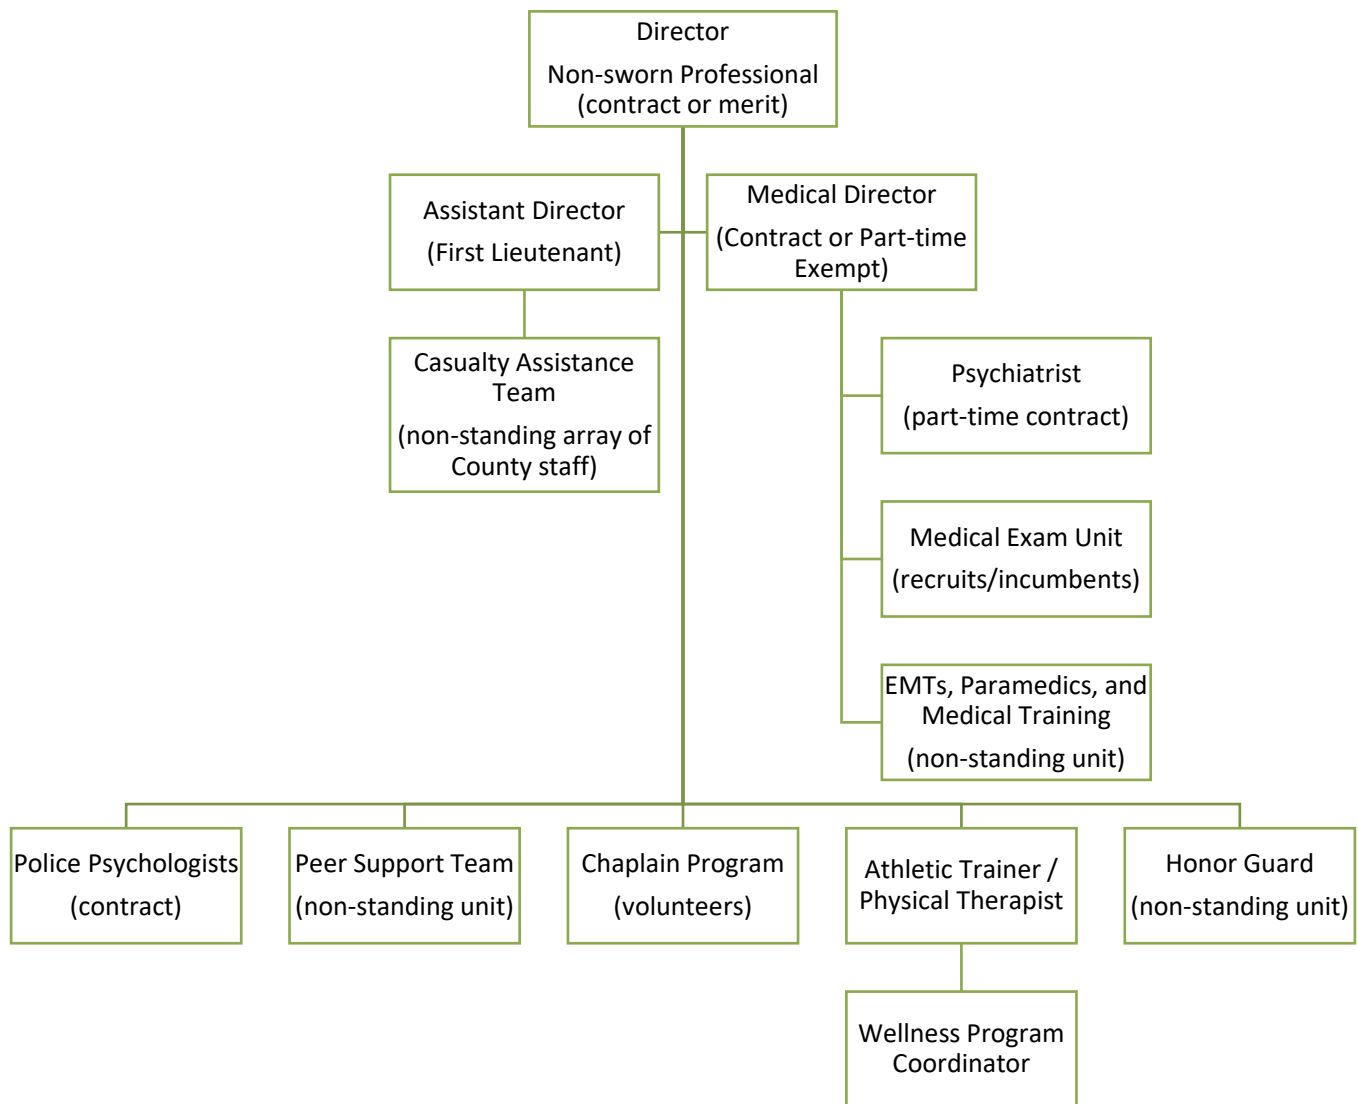 Director
Non-sworn Professional
(contract or merit)
Assistant Director
(First Lieutenant)
Medical Director
(Contract or Part-time
Exempt)
Casualty Assistance
Team
(non-standing array of
County staff)
Psychiatrist
(part-time contract)
Medical Exam Unit
(recruits/incumbents)
EMTs, Paramedics, and
Medical Training
(non-standing unit)
Police Psychologists
(contract)
Peer Support Team
(non-standing unit)
Chaplain Program
(volunteers)
Athletic Trainer /
Physical Therapist
Honor Guard
(non-standing unit)
Wellness Program
Coordinator